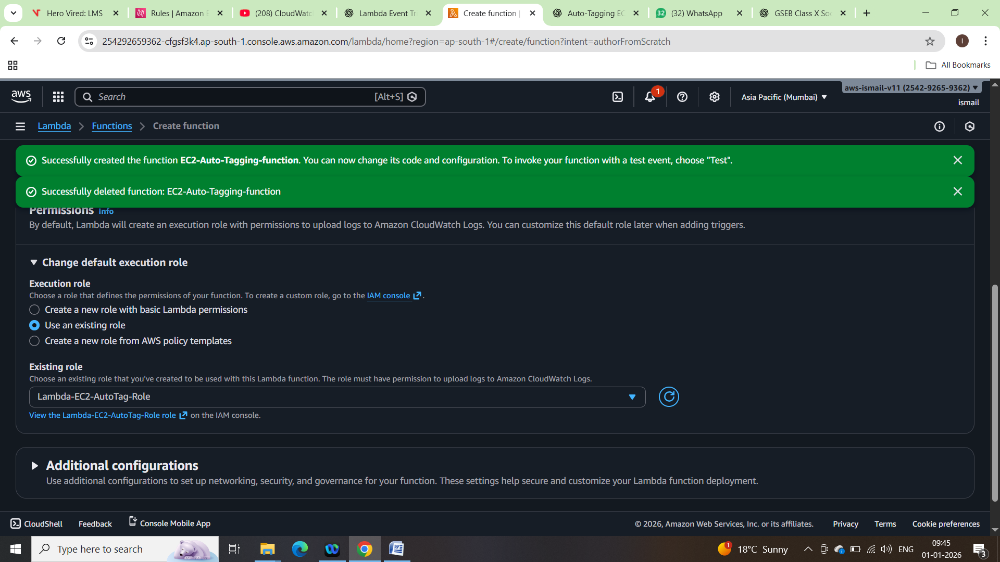 Hero Vired: LMS
Rules | Amazon E
(208) CloudWatc
Lambda Event Tri
Create function |
Auto-Tagging EC
32
(32) WhatsApp
GSEB Class X Soc
254292659362-cfgsf3k4.ap-south-1.console.aws.amazon.com/lambda/home?region=ap-south-1#/create/function?intent=authorFromScratch
I
All Bookmarks
aws
Search
[Alt+S]
1
Asia Pacific (Mumbai)
aws-ismail-v11 (2542-9265-9362)
ismail
Lambda
Functions
Create function
Successfully created the function EC2-Auto-Tagging-function. You can now change its code and configuration. To invoke your function with a test event, choose "Test".
Successfully deleted function: EC2-Auto-Tagging-function
Permissions Info
By default, Lambda will create an execution role with permissions to upload logs to Amazon CloudWatch Logs. You can customize this default role later when adding triggers.
Change default execution role
Execution role
Choose a role that defines the permissions of your function. To create a custom role, go to the IAM console .
Create a new role with basic Lambda permissions
Use an existing role
Create a new role from AWS policy templates
Existing role
Choose an existing role that you've created to be used with this Lambda function. The role must have permission to upload logs to Amazon CloudWatch Logs.
Lambda-EC2-AutoTag-Role
View the Lambda-EC2-AutoTag-Role role on the IAM console.
Additional configurations
Use additional configurations to set up networking, security, and governance for your function. These settings help secure and customize your Lambda function deployment.
CloudShell
Feedback
Console Mobile App
© 2026, Amazon Web Services, Inc. or its affiliates.
Privacy
Terms
Cookie preferences
Type here to search
1
18°C Sunny
ENG
09:45
01-01-2026
3